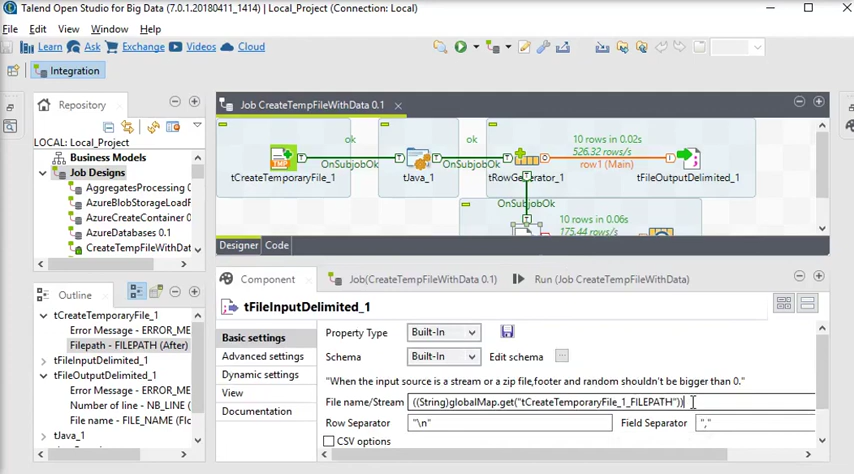 Talend Open Studio for Big Data (7.0.1.20180411_1414) | Local_Project (Connection: Local)
File Edit View Window Help
Learn Ask Exchange Videos Cloud
Integration
Repository
LOCAL: Local_Project
Business Models
Job Designs
AggregatesProcessing 0
AzureBlobStorageLoadF
AzureCreateContainer 0
AzureDatabases 0.1
CreateTempFileWithDat
Outline
tCreateTemporaryFile_1
Error Message - ERROR_ME
Filepath - FILEPATH (After)
tFileInputDelimited_1
tFileOutputDelimited_1
Error Message - ERROR_ME
Number of line - NB_LINE (
File name - FILE_NAME (Flo
tJava_1
Job CreateTempFileWithData 0.1
ok
ok
10 rows in 0.02s
526.32 rows/s
TMP
OnSubjobOk
OnSubjobOk
row1 (Main)
tCreateTemporaryFile_1
tJava_1
tRowGenerator_1
tFileOutputDelimited_1
OnSubjobOk
10 rows in 0.06s
175.44 rows/s
Designer Code
Component
Job(CreateTempFileWithData 0.1)
Run (Job CreateTempFileWithData)
tFileInputDelimited_1
Basic settings
Advanced settings
Dynamic settings
View
Documentation
Property Type Built-In
Schema Built-In Edit schema ...
"When the input source is a stream or a zip file,footer and random shouldn't be bigger than 0."
File name/Stream ((String)globalMap.get("tCreateTemporaryFile_1_FILEPATH"))
Row Separator "\n" Field Separator ","
CSV options